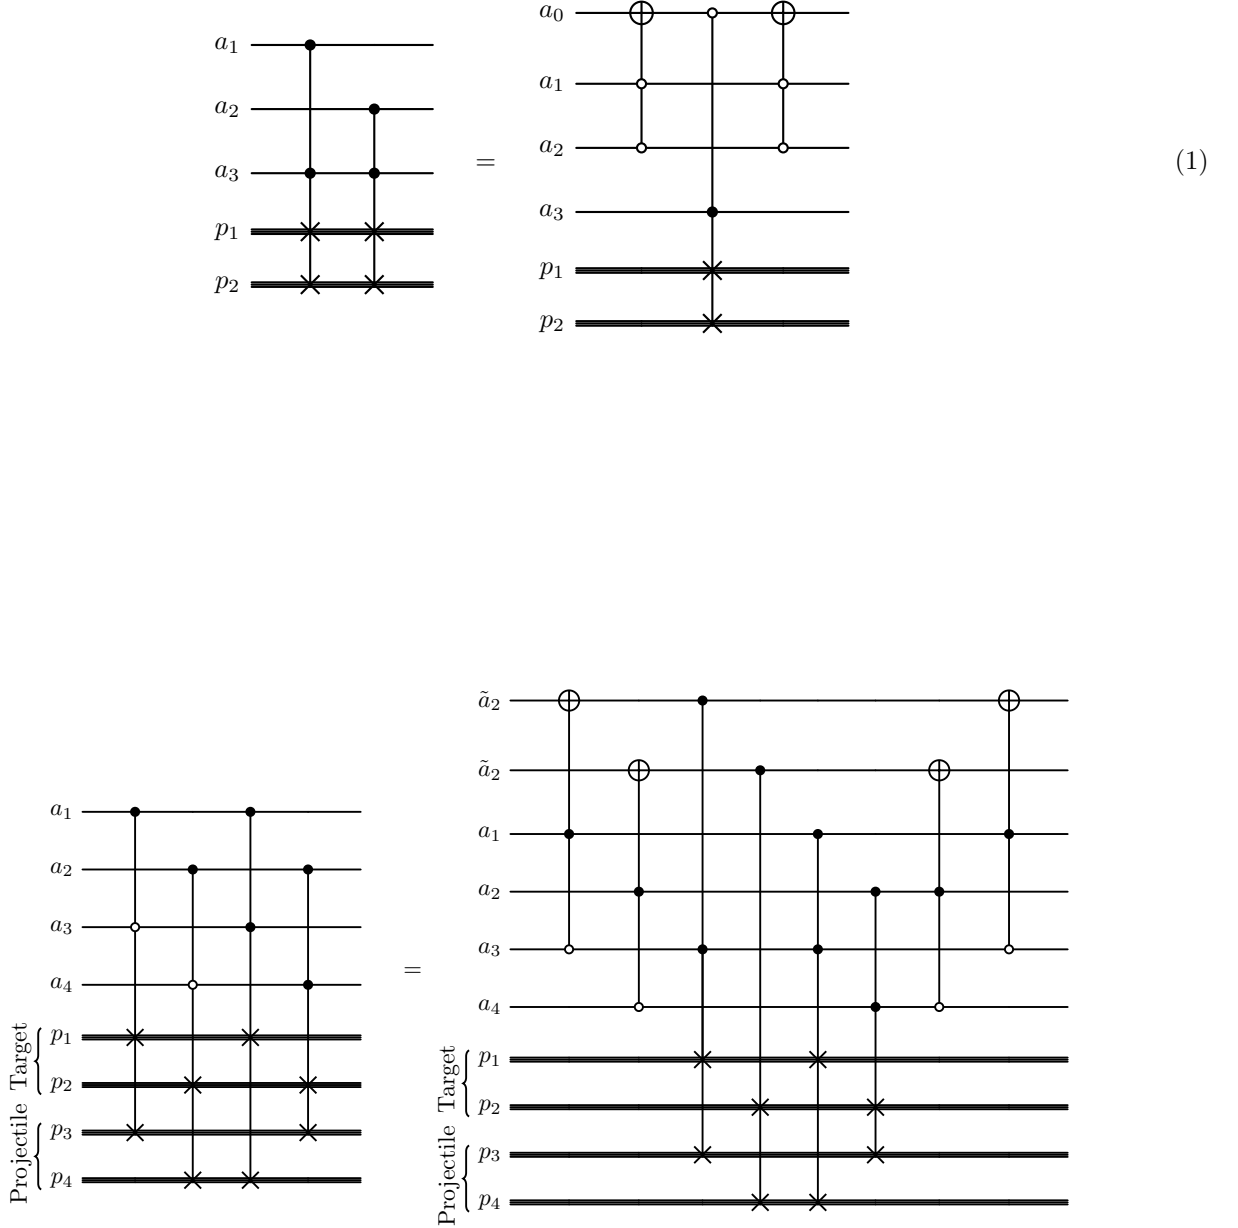 a₀
a₁
a₂
a₃
p₁
p₂
=
a₁
a₂
a₃
p₁
p₂
(1)
a₁
a₂
a₃
a₄
p₁
p₂
p₃
p₄
Target
Projectile
=
ã₂
ã₂
a₁
a₂
a₃
a₄
p₁
p₂
p₃
p₄
Target
Projectile